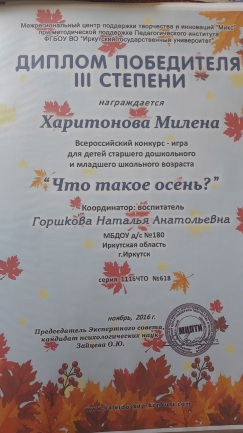 Межрегиональный центр поддержки творчества и инноваций "Микс"
при методической поддержке Педагогического института
ФГБОУ ВО "Иркутский государственный университет"
ДИПЛОМ ПОБЕДИТЕЛЯ
III СТЕПЕНИ
награждается
Харитонова Милена
Всероссийский конкурс - игра
для детей старшего дошкольного
и младшего школьного возраста
"Что такое осень?"
Координатор: воспитатель
Горшкова Наталья Анатольевна
МБДОУ д/с №180
Иркутская область
г.Иркутск
серия 1116ЧТО №618
ноябрь, 2016 г.
Председатель Экспертного совета,
кандидат психологических наук
Зайцева О.Ю.